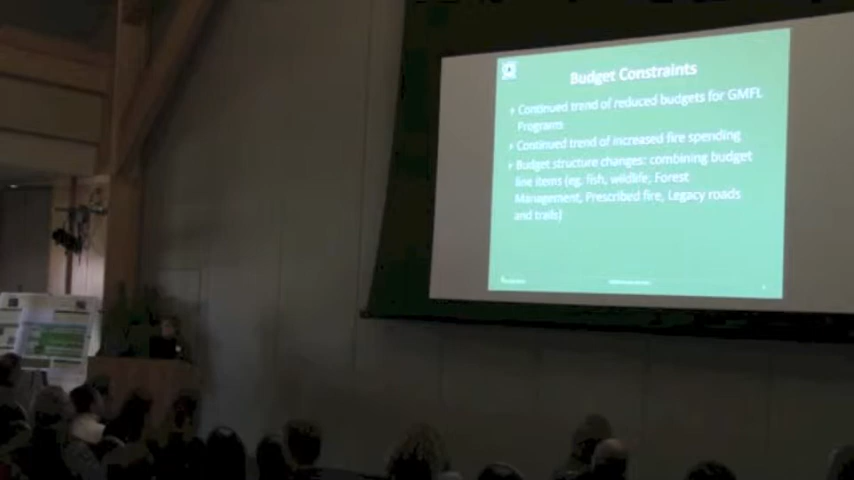 Budget Constraints
Continued trend of reduced budgets for GMFL
Programs
Continued trend of increased fire spending
Budget structure changes: combining budget
line items (eg. fish, wildlife, Forest
Management, Prescribed fire, Legacy roads
and trails)